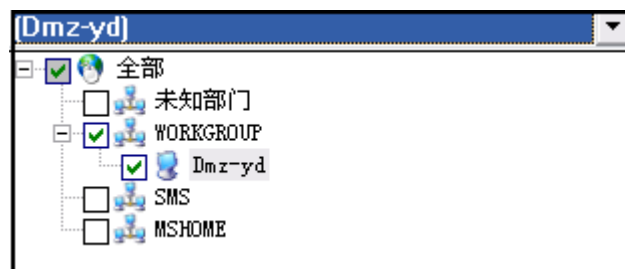 (Dmz-yd)
全部
未知部门
WORKGROUP
Dmz-yd
SMS
MSHOME